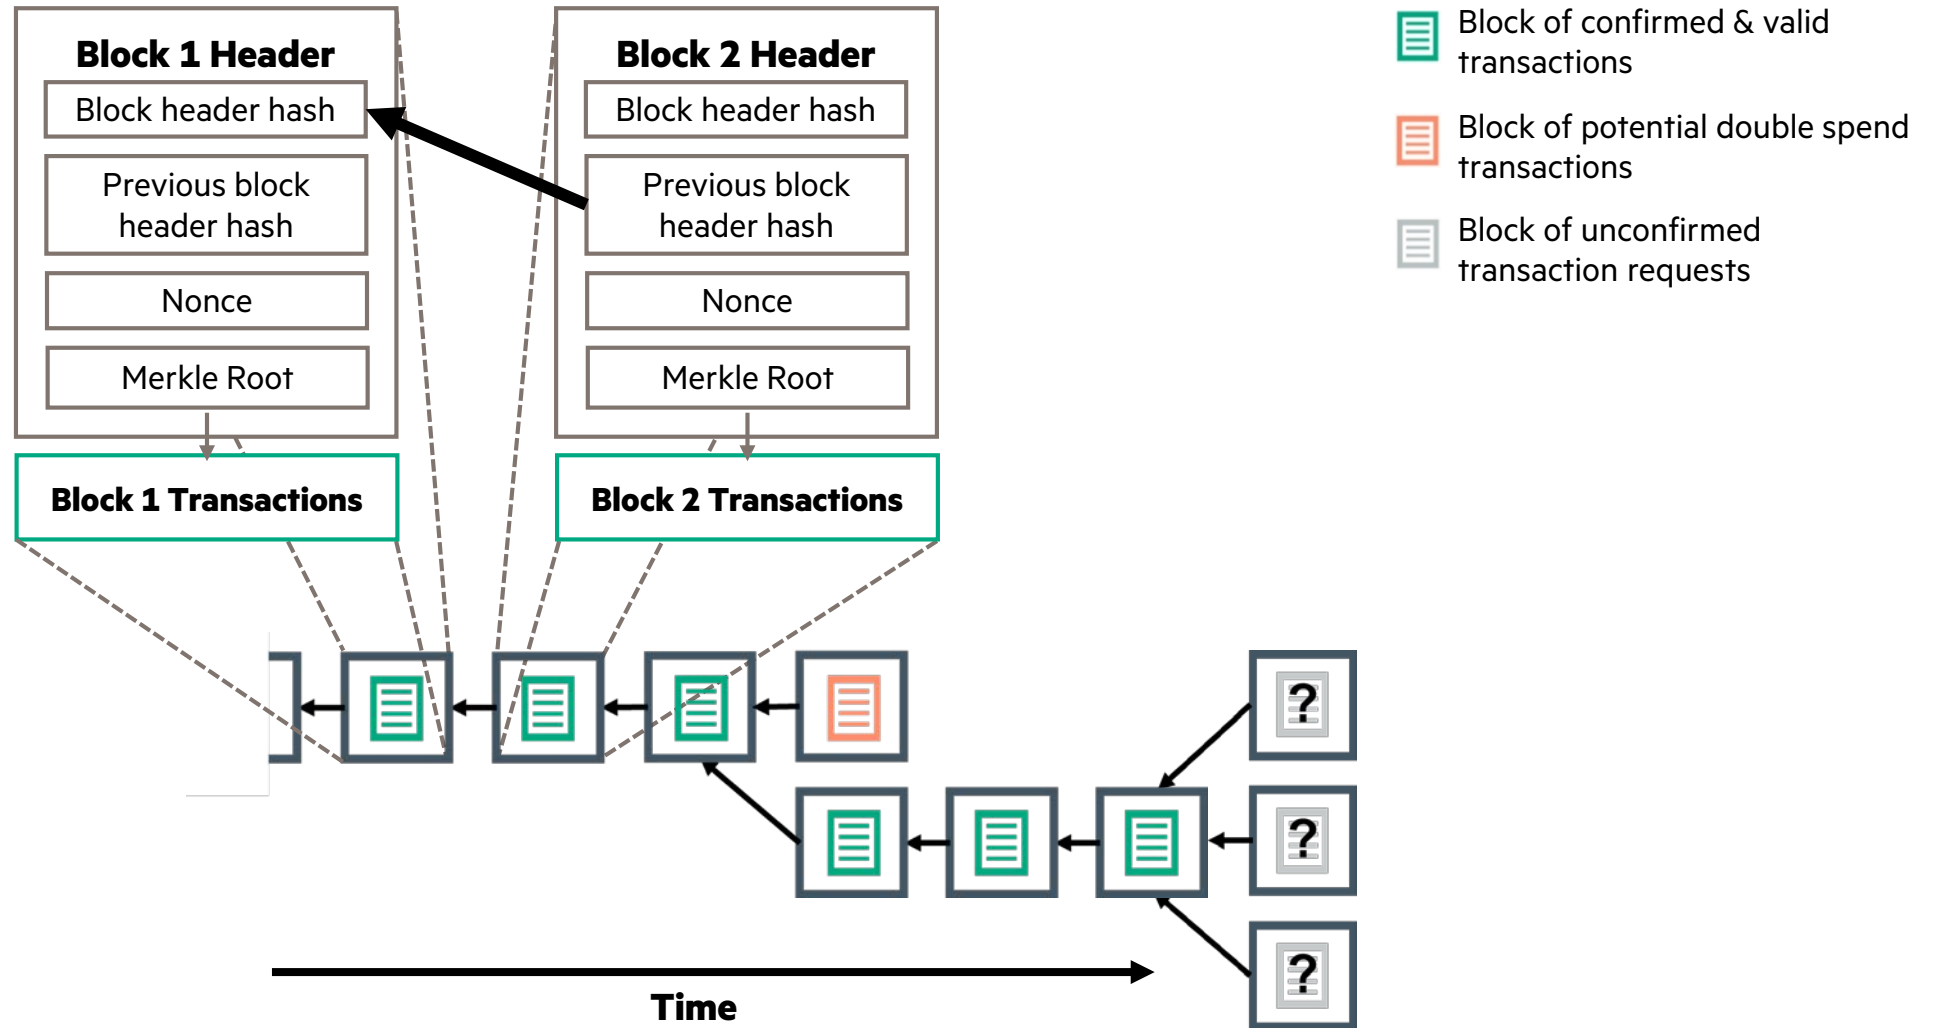 Block 1 Header
Block header hash
Previous block
header hash
Nonce
Merkle Root
Block 1 Transactions
Block 2 Header
Block header hash
Previous block
header hash
Nonce
Merkle Root
Block 2 Transactions
Block of confirmed & valid
transactions
Block of potential double spend
transactions
Block of unconfirmed
transaction requests
?
?
?
Time